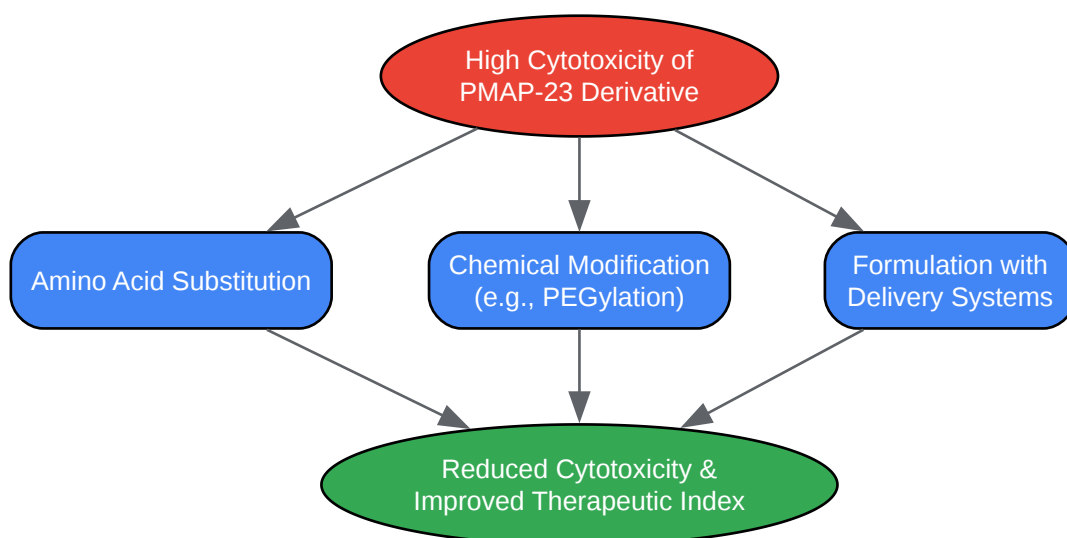 High Cytotoxicity of
PMAP-23 Derivative
Amino Acid Substitution
Chemical Modification
(e.g., PEGylation)
Formulation with
Delivery Systems
Reduced Cytotoxicity &
Improved Therapeutic Index